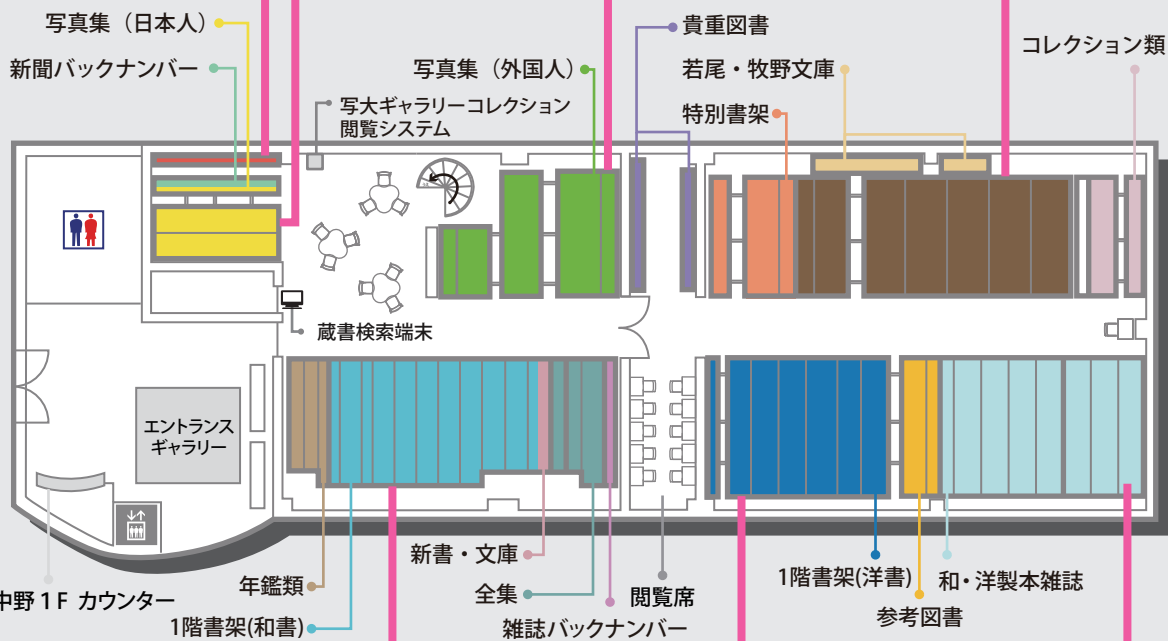 写真集（日本人）
新聞バックナンバー
写大ギャラリーコレクション
閲覧システム
写真集（外国人）
貴重図書
若尾・牧野文庫
特別書架
コレクション類
蔵書検索端末
エントランス
ギャラリー
中野1F カウンター
年鑑類
1階書架(和書)
新書・文庫
全集
雑誌バックナンバー
閲覧席
1階書架(洋書)
参考図書
和・洋製本雑誌